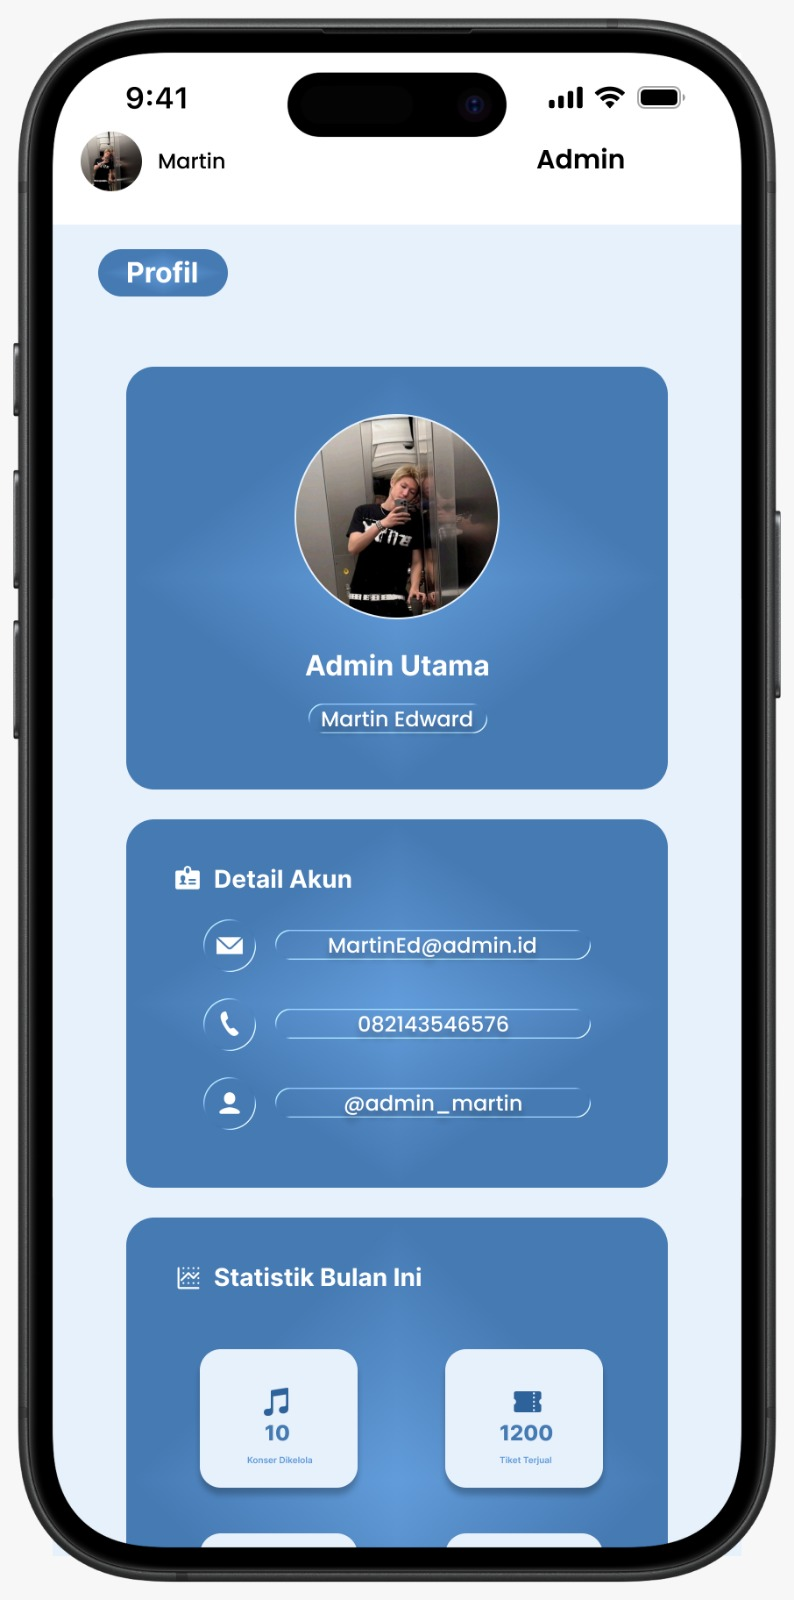 9:41
Martin
Admin
Profil
Admin Utama
Martin Edward
Detail Akun
MartinEd@admin.id
082143546576
@admin_martin
Statistik Bulan Ini
10
Konser Dikelola
1200
Tiket Terjual